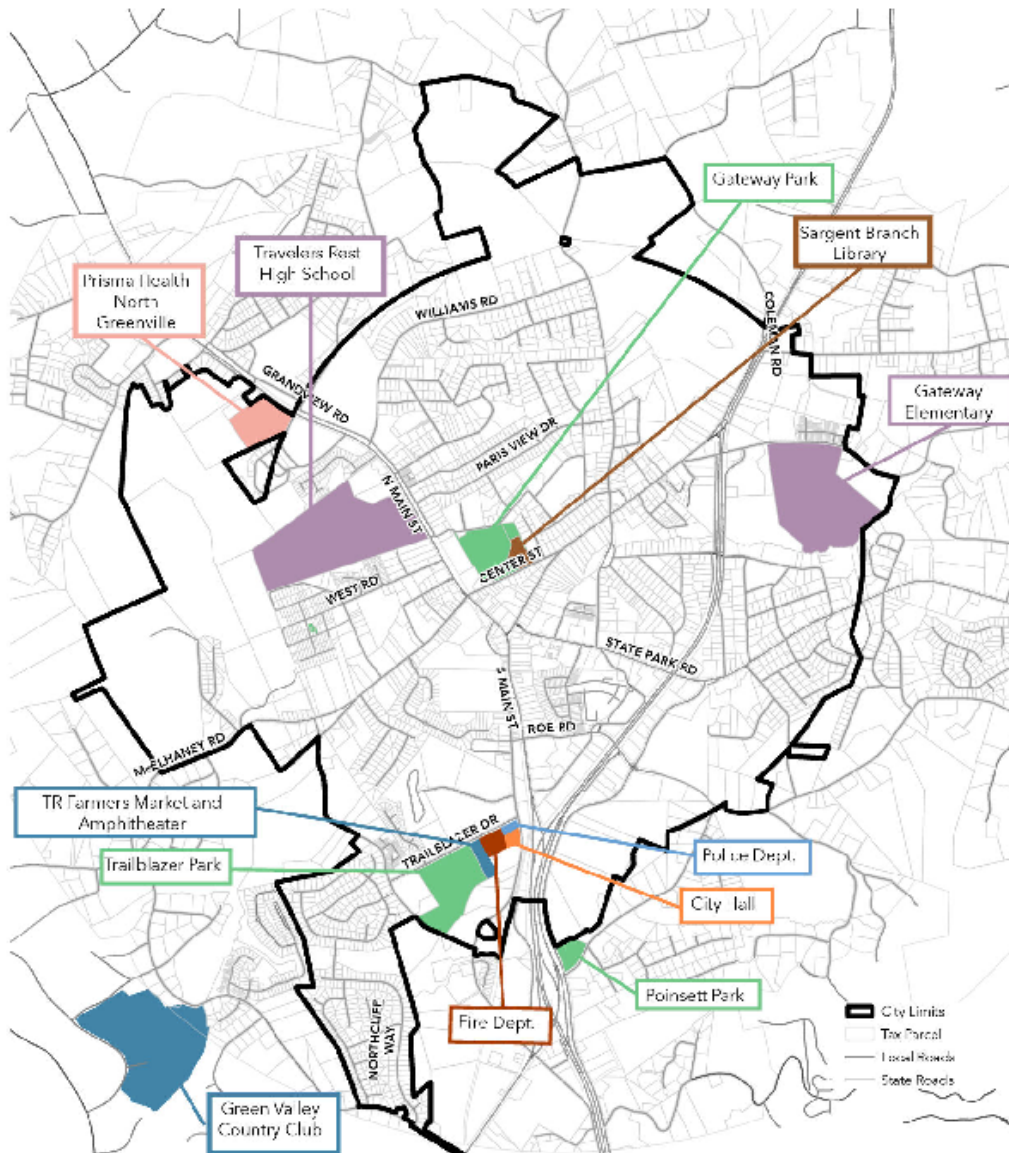 Gateway Park
Sargent Branch
Library
Travelers Rest
High School
Prisma Health
North
Greenville
WILLIAMS RD
COLEMAN RD
GRANDVIEW RD
Gateway
Elementary
PARIS VIEW DR
N MAIN ST
CENTER ST
WEST RD
STATE PARK RD
S MAIN ST
ROE RD
McELHANEY RD
TR Farmers Market and
Amphitheater
TRAILBLAZER DR
Trailblazer Park
Police Dept.
City Hall
Poinsett Park
Fire Dept.
NORTHCLIFF
WAY
Green Valley
Country Club
City Limits
Tax Parcel
Local Roads
State Roads